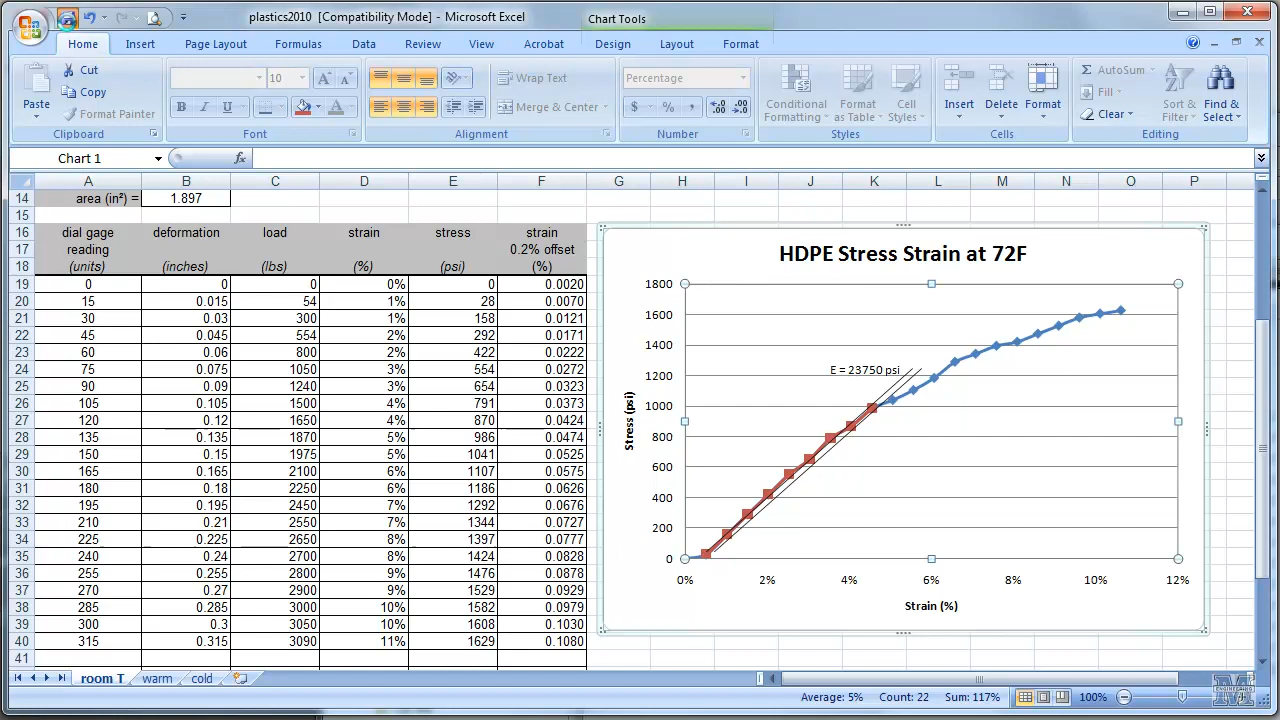 plastics2010 [Compatibility Mode] - Microsoft Excel
Chart Tools
Home Insert Page Layout Formulas Data Review View Acrobat Design Layout Format
Paste
Cut
Copy
Format Painter
Clipboard
10
B I U
A
Font
Wrap Text
Merge & Center
Alignment
Percentage
$ % ,
Number
Conditional Formatting
Format as Table
Cell Styles
Styles
Insert Delete Format
Cells
AutoSum
Fill
Clear
Sort & Filter
Find & Select
Editing
Chart 1
fx
A B C D E F G H I J K L M N O P
14 area (in²) = 1.897
15
16 dial gage deformation load strain stress strain
17 reading 0.2% offset
18 (units) (inches) (lbs) (%) (psi) (%)
19 0 0 0 0% 0 0.0020
20 15 0.015 54 1% 28 0.0070
21 30 0.03 300 1% 158 0.0121
22 45 0.045 554 2% 292 0.0171
23 60 0.06 800 2% 422 0.0222
24 75 0.075 1050 3% 554 0.0272
25 90 0.09 1240 3% 654 0.0323
26 105 0.105 1500 4% 791 0.0373
27 120 0.12 1650 4% 870 0.0424
28 135 0.135 1870 5% 986 0.0474
29 150 0.15 1975 5% 1041 0.0525
30 165 0.165 2100 6% 1107 0.0575
31 180 0.18 2250 6% 1186 0.0626
32 195 0.195 2450 7% 1292 0.0676
33 210 0.21 2550 7% 1344 0.0727
34 225 0.225 2650 8% 1397 0.0777
35 240 0.24 2700 8% 1424 0.0828
36 255 0.255 2800 9% 1476 0.0878
37 270 0.27 2900 9% 1529 0.0929
38 285 0.285 3000 10% 1582 0.0979
39 300 0.3 3050 10% 1608 0.1030
40 315 0.315 3090 11% 1629 0.1080
41
HDPE Stress Strain at 72F
1800
1600
1400
1200
1000
800
600
400
200
0
Stress (psi)
E = 23750 psi
0% 2% 4% 6% 8% 10% 12%
Strain (%)
room T warm cold
Average: 5% Count: 22 Sum: 117% 100%